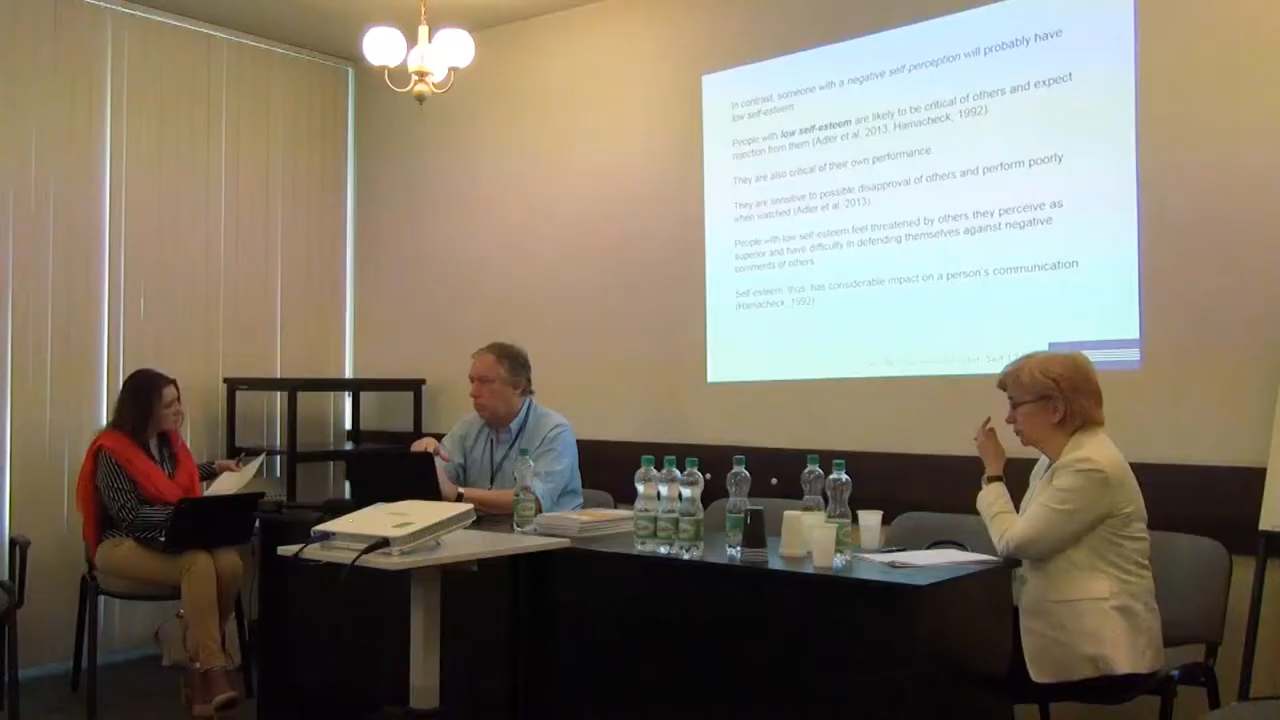 In contrast, someone with a negative self-perception will probably have
low self-esteem.
People with low self-esteem are likely to be critical of others and expect
rejection from them (Adler et al, 2013, Hamacheck, 1992).
They are also critical of their own performance.
They are sensitive to possible disapproval of others and perform poorly
when watched (Adler et al. 2013).
People with low self-esteem feel threatened by others they perceive as
superior and have difficulty in defending themselves against negative
comments of others.
Self-esteem, thus, has considerable impact on a person's communication
(Hamacheck, 1992).